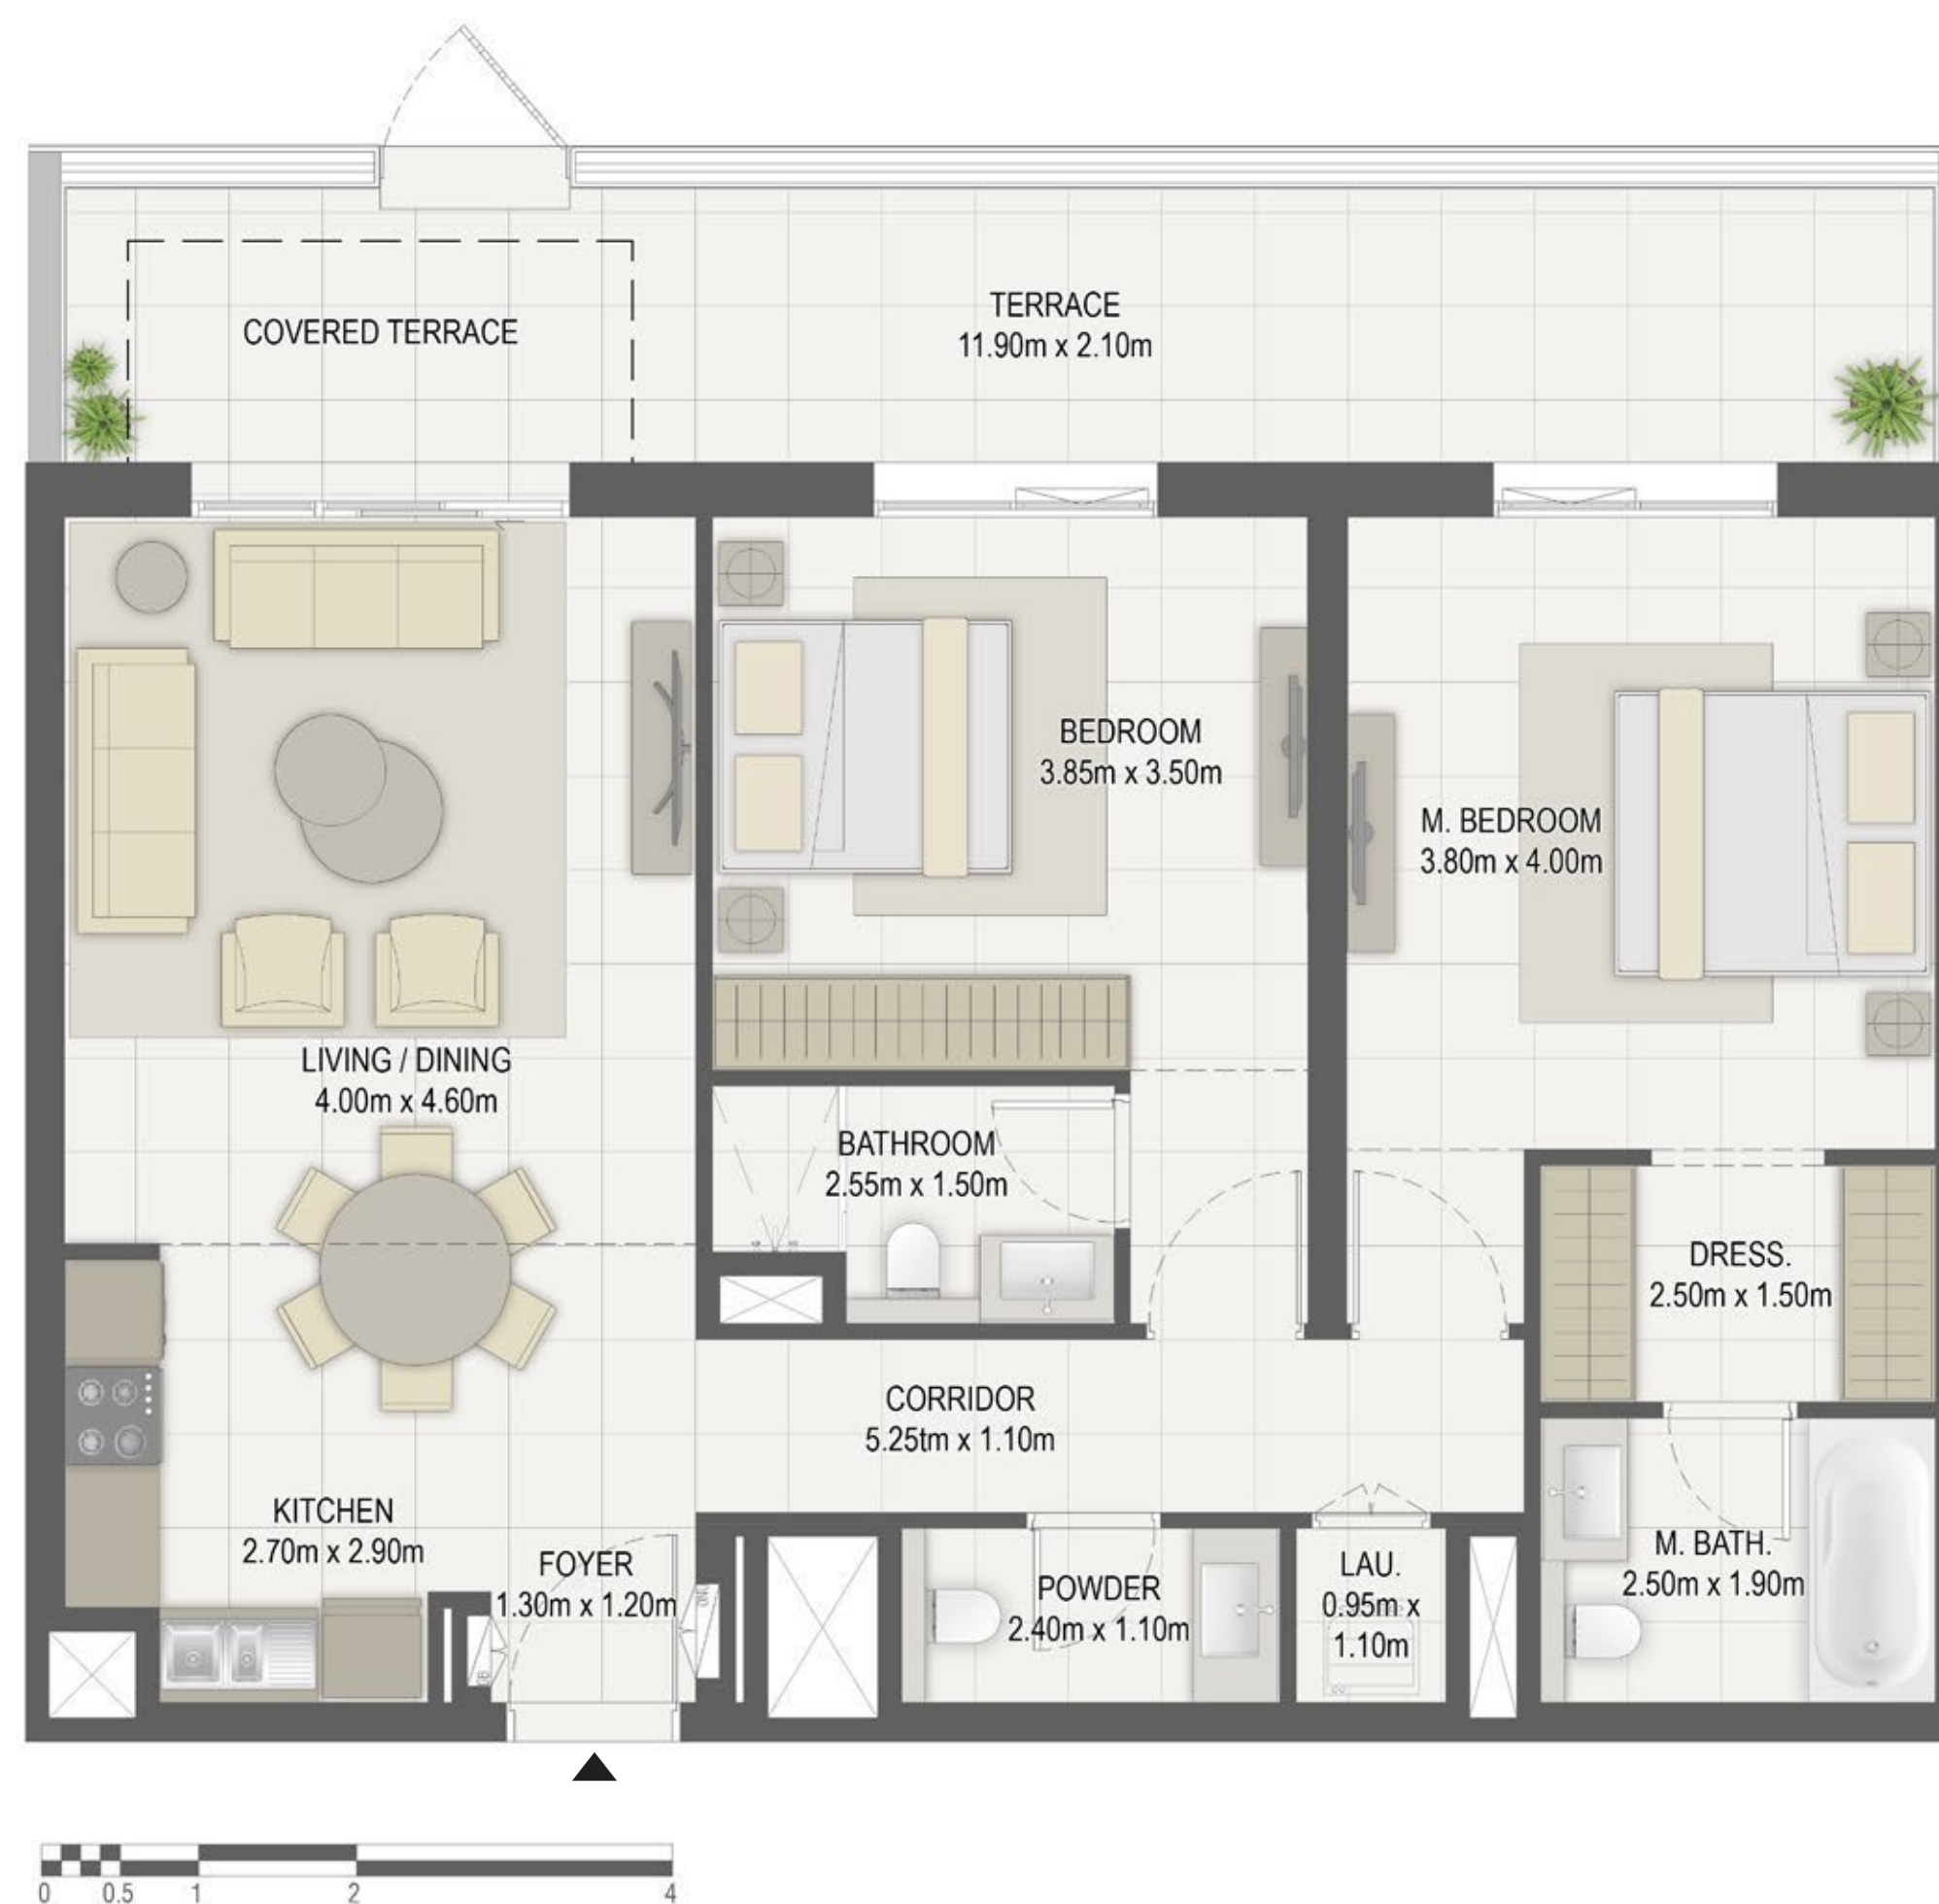 COVERED TERRACE
TERRACE
11.90m x 2.10m
BEDROOM
3.85m x 3.50m
M. BEDROOM
3.80m x 4.00m
LIVING / DINING
4.00m x 4.60m
BATHROOM
2.55m x 1.50m
DRESS.
2.50m x 1.50m
CORRIDOR
5.25tm x 1.10m
KITCHEN
2.70m x 2.90m
FOYER
1.30m x 1.20m
POWDER
2.40m x 1.10m
LAU.
0.95m x
1.10m
M. BATH.
2.50m x 1.90m
0 0.5 1 2 4